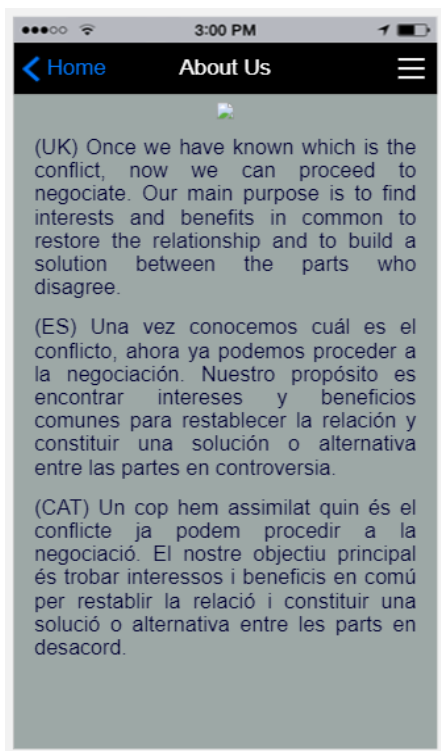 3:00 PM
Home
About Us
(UK) Once we have known which is the
conflict, now we can proceed to
negociate. Our main purpose is to find
interests and benefits in common to
restore the relationship and to build a
solution between the parts who
disagree.
(ES) Una vez conocemos cuál es el
conflicto, ahora ya podemos proceder a
la negociación. Nuestro propósito es
encontrar intereses y beneficios
comunes para restablecer la relación y
constituir una solución o alternativa
entre las partes en controversia.
(CAT) Un cop hem assimilat quin és el
conflicte ja podem procedir a la
negociació. El nostre objectiu principal
és trobar interessos i beneficis en comú
per restablir la relació i constituir una
solució o alternativa entre les parts en
desacord.